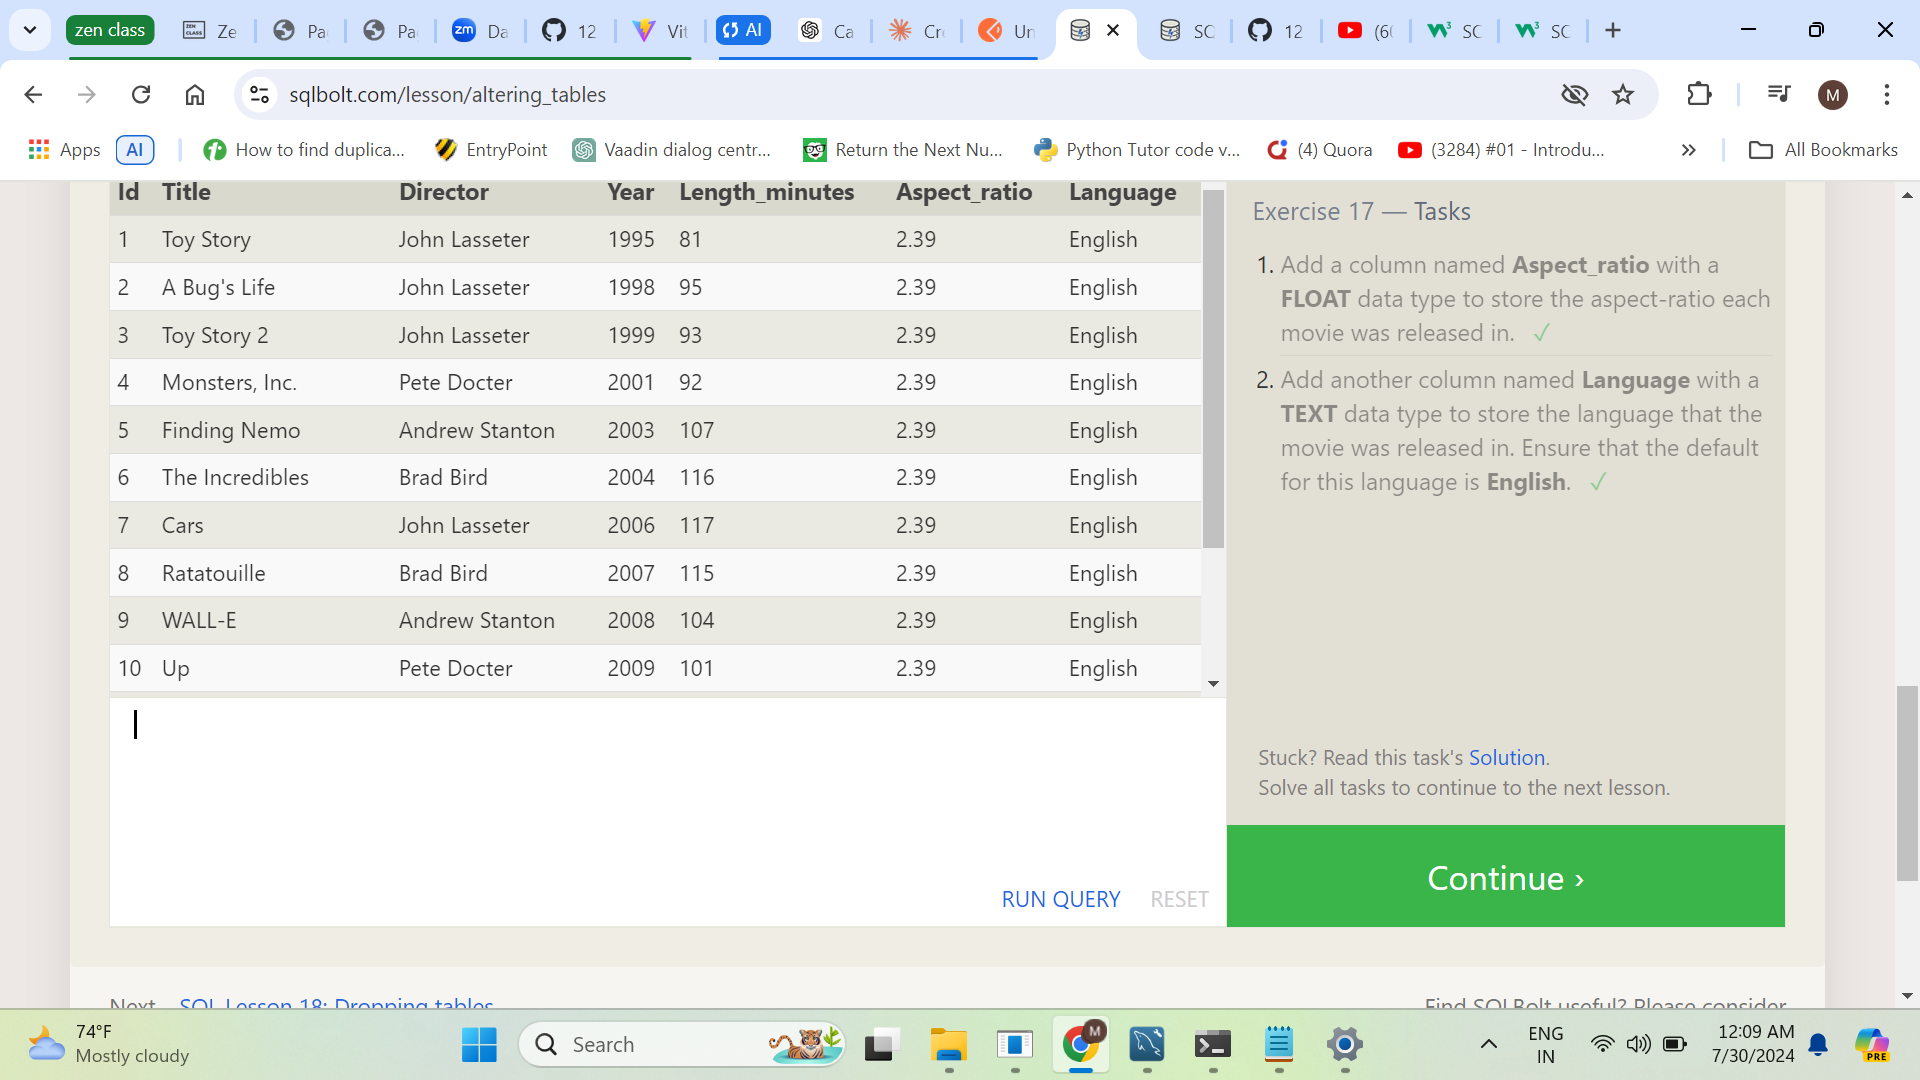 zen class
Ze
Pa
Pa
zm
Da
12
Vit
AI
Ca
Cr
Un
SC
12
(60
SC
SC
sqlbolt.com/lesson/altering_tables
M
Apps
AI
How to find duplica...
EntryPoint
Vaadin dialog centr...
Return the Next Nu...
Python Tutor code v...
(4) Quora
(3284) #01 - Introdu...
»
All Bookmarks
Id Title Director Year Length_minutes Aspect_ratio Language
1 Toy Story John Lasseter 1995 81 2.39 English
2 A Bug's Life John Lasseter 1998 95 2.39 English
3 Toy Story 2 John Lasseter 1999 93 2.39 English
4 Monsters, Inc. Pete Docter 2001 92 2.39 English
5 Finding Nemo Andrew Stanton 2003 107 2.39 English
6 The Incredibles Brad Bird 2004 116 2.39 English
7 Cars John Lasseter 2006 117 2.39 English
8 Ratatouille Brad Bird 2007 115 2.39 English
9 WALL-E Andrew Stanton 2008 104 2.39 English
10 Up Pete Docter 2009 101 2.39 English
RUN QUERY RESET
Exercise 17 — Tasks
1. Add a column named Aspect_ratio with a
FLOAT data type to store the aspect-ratio each
movie was released in. ✓
2. Add another column named Language with a
TEXT data type to store the language that the
movie was released in. Ensure that the default
for this language is English. ✓
Stuck? Read this task's Solution.
Solve all tasks to continue to the next lesson.
Continue ›
Next SQL Lesson 18: Dropping tables
Find SQLBolt useful? Please consider
74°F
Mostly cloudy
Search
M
ENG
IN
12:09 AM
7/30/2024
PRE